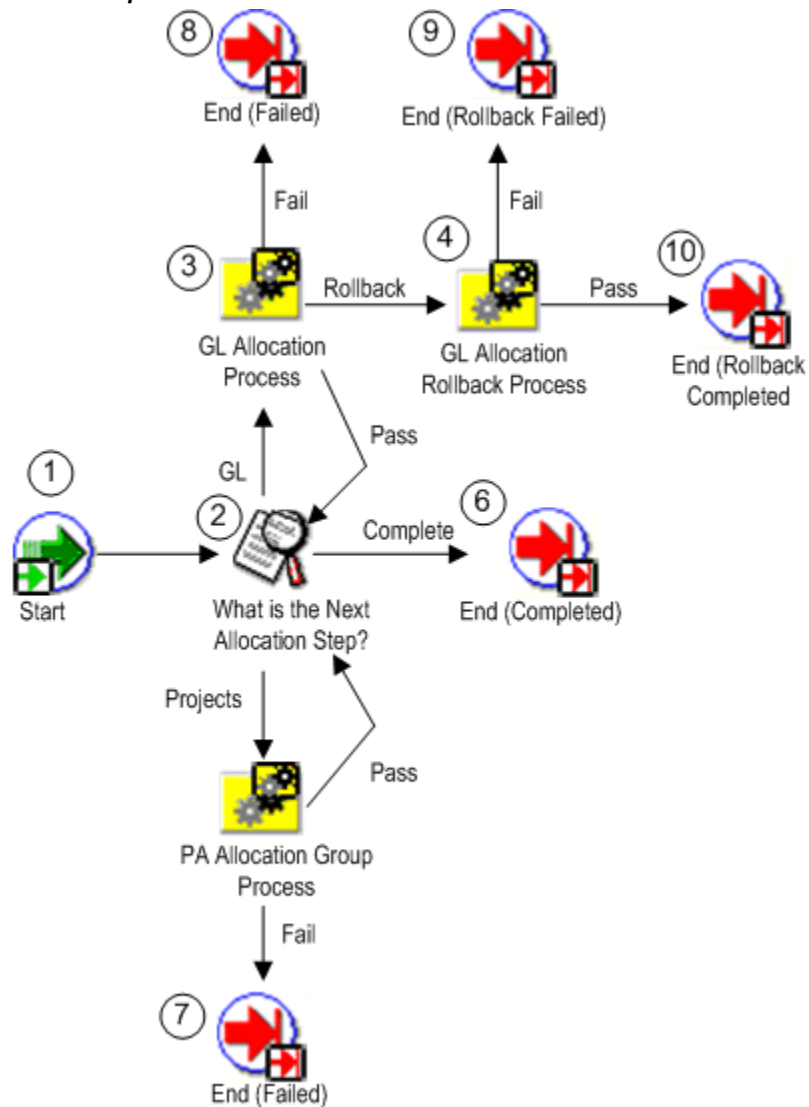 8
9
End (Failed)
End (Rollback Failed)
Fail
Fail
3
4
10
Rollback
Pass
GL Allocation
Process
GL Allocation
Rollback Process
End (Rollback
Completed
Pass
GL
1
2
6
Complete
Start
What is the Next
Allocation Step?
End (Completed)
Projects
Pass
PA Allocation Group
Process
Fail
7
End (Failed)